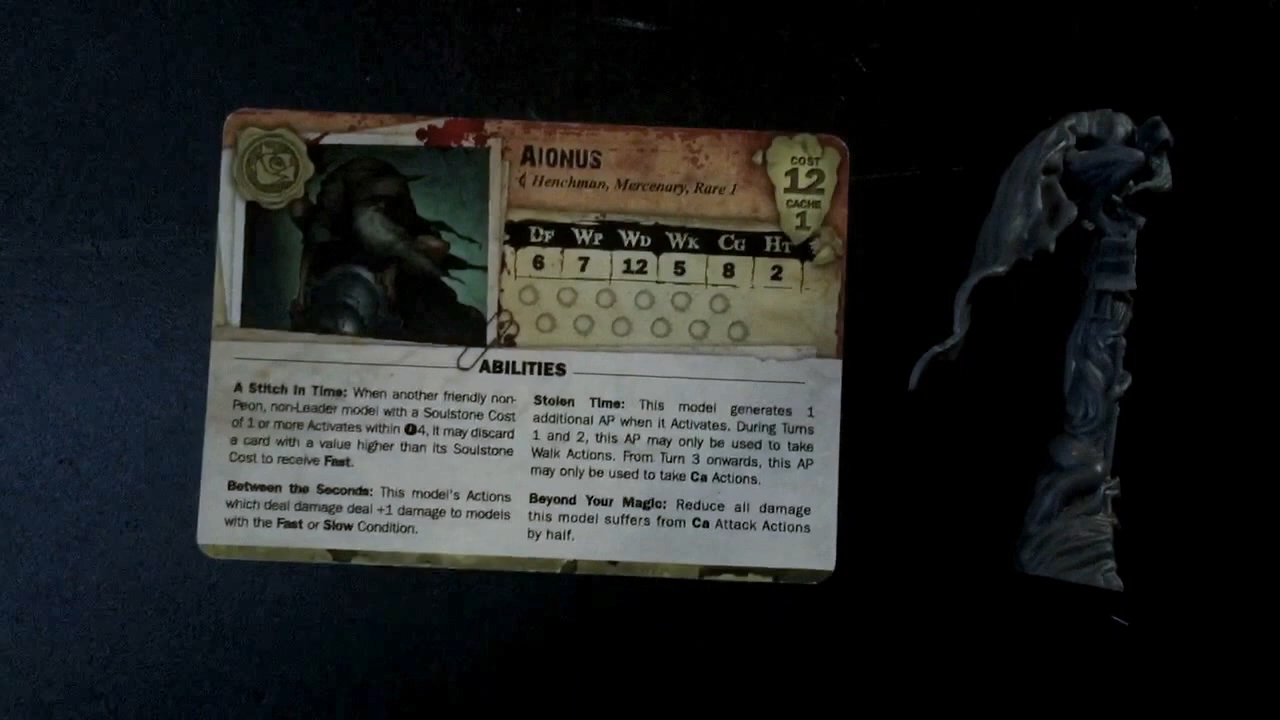 AIONUS
Henchman, Mercenary, Rare 1
COST
12
CACHE
1
DF WP WD WK CG HT
6 7 12 5 8 2
ABILITIES
A Stitch In Time: When another friendly non-
Peon, non-Leader model with a Soulstone Cost
of 1 or more Activates within 4, it may discard
a card with a value higher than its Soulstone
Cost to receive Fast.
Between the Seconds: This model's Actions
which deal damage deal +1 damage to models
with the Fast or Slow Condition.
Stolen Time: This model generates 1
additional AP when it Activates. During Turns
1 and 2, this AP may only be used to take
Walk Actions. From Turn 3 onwards, this AP
may only be used to take Ca Actions.
Beyond Your Magic: Reduce all damage
this model suffers from Ca Attack Actions
by half.